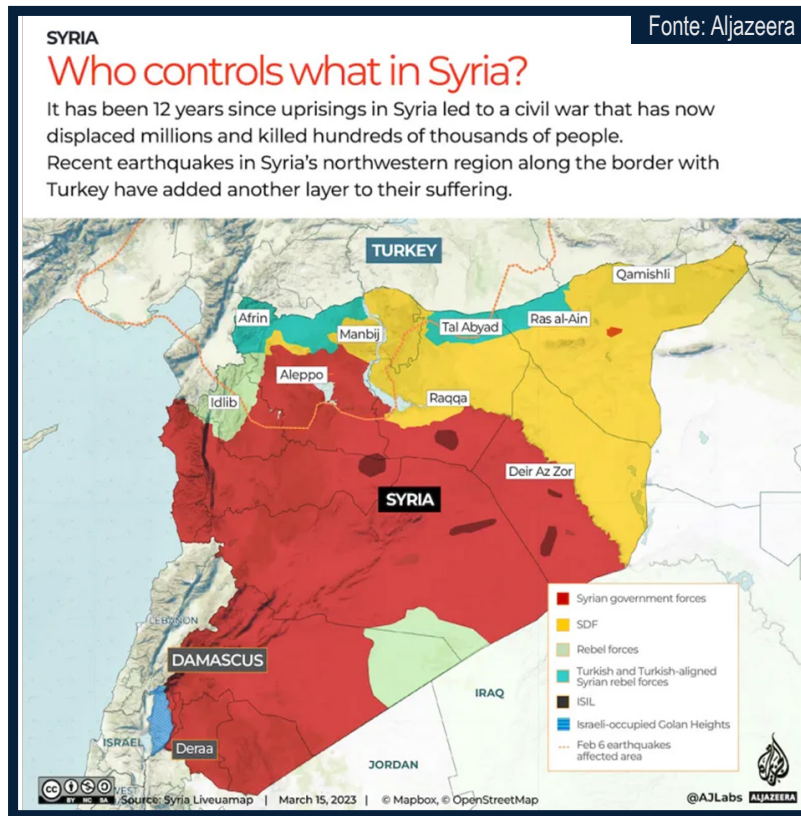 Fonte: Aljazeera
SYRIA
Who controls what in Syria?
It has been 12 years since uprisings in Syria led to a civil war that has now
displaced millions and killed hundreds of thousands of people.
Recent earthquakes in Syria's northwestern region along the border with
Turkey have added another layer to their suffering.
TURKEY
Qamishli
Afrin
Manbij
Tal Abyad
Ras al-Ain
Aleppo
Idlib
Raqqa
Deir Az Zor
SYRIA
LEBANON
DAMASCUS
IRAQ
ISRAEL
Deraa
JORDAN
Syrian government forces
SDF
Rebel forces
Turkish and Turkish-aligned
Syrian rebel forces
ISIL
Israeli-occupied Golan Heights
Feb 6 earthquakes
affected area
WEST
cc BY NC SA
Source: Syria Liveuamap | March 15, 2023 | © Mapbox, © OpenStreetMap
@AJLabs ALJAZEERA